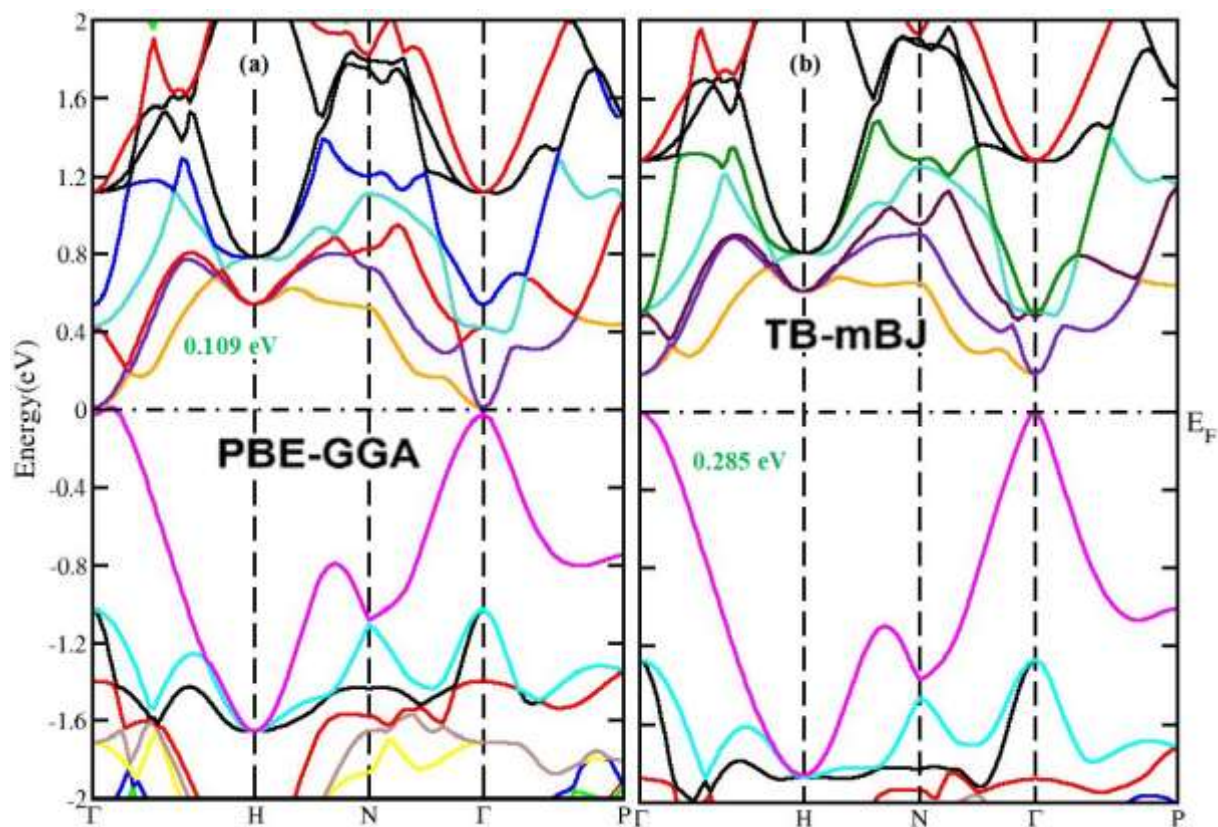 2
1.6
1.2
0.8
0.4
0
-0.4
-0.8
-1.2
-1.6
-2
Energy(eV)
(a)
0.109 eV
PBE-GGA
Γ
H
N
Γ
P
(b)
TB-mBJ
0.285 eV
E_F
Γ
H
N
Γ
P